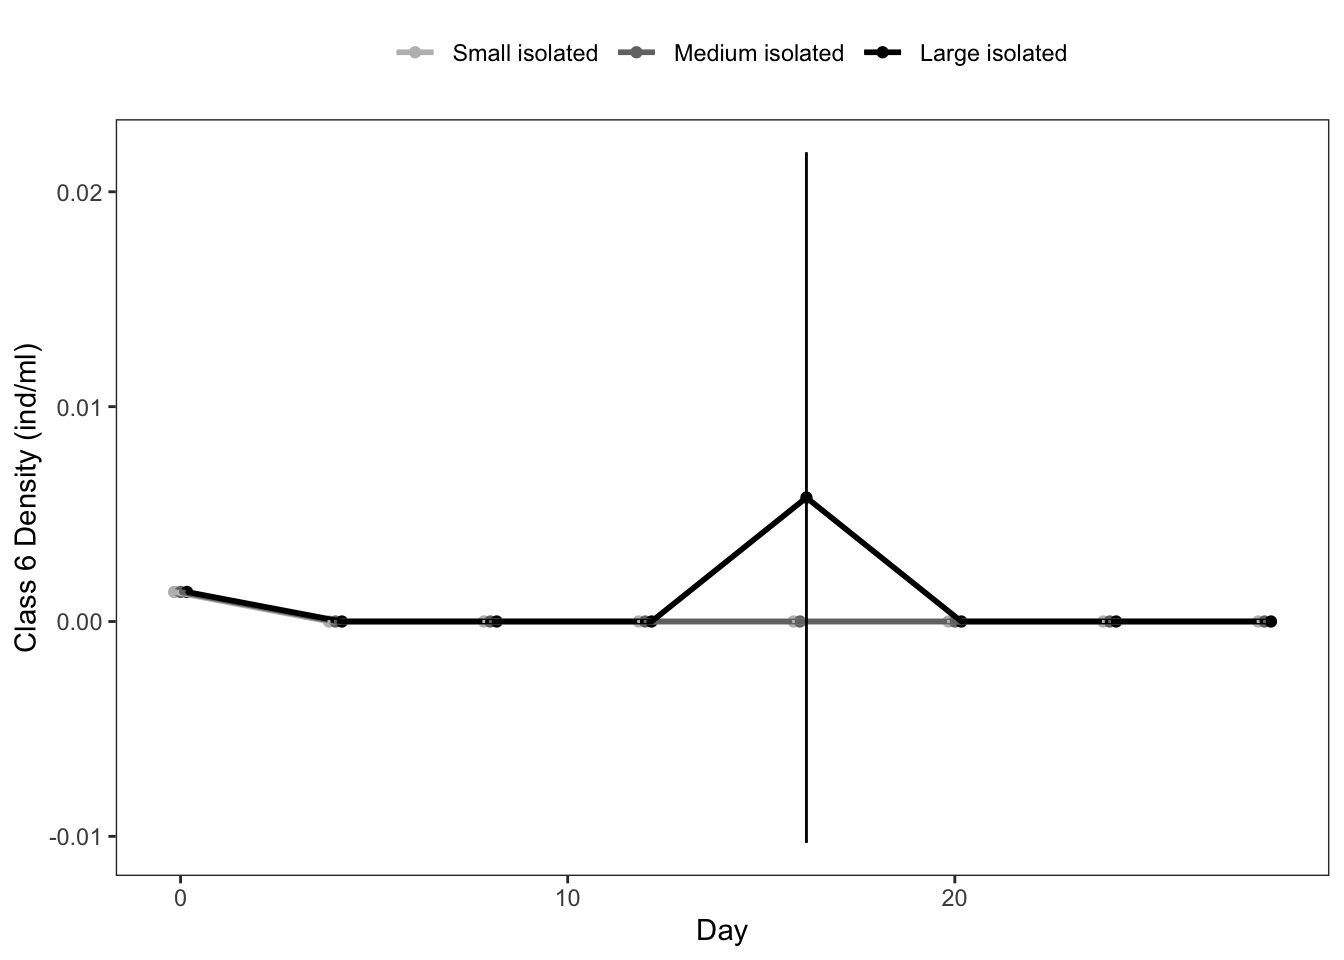 Small isolated Medium isolated Large isolated
Class 6 Density (ind/ml)
0.02
0.01
0.00
-0.01
0 10 20
Day